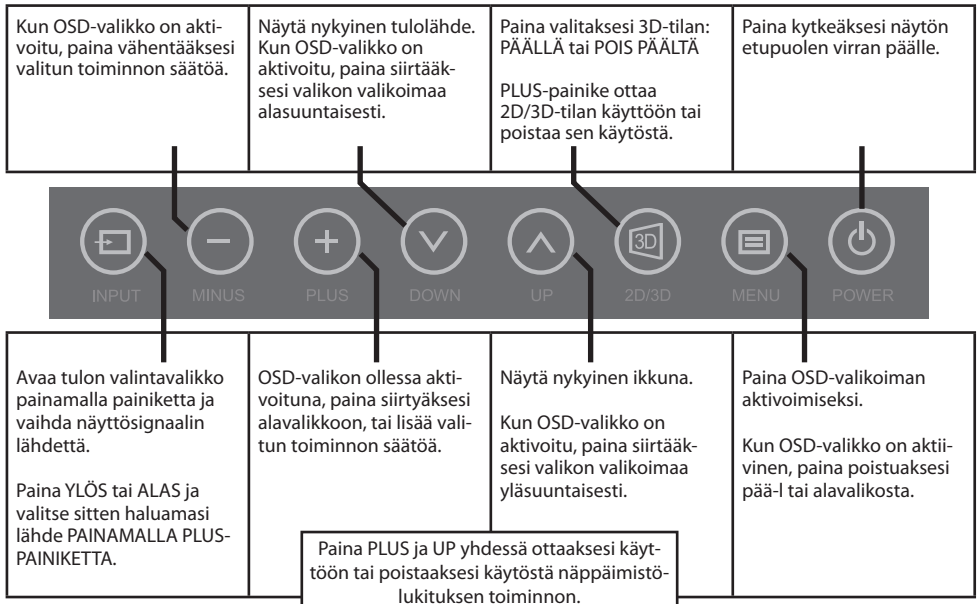 Kun OSD-valikko on akti-
voitu, paina vähentääksesi
valitun toiminnon säätöä.
Näytä nykyinen tulolähde.
Kun OSD-valikko on
aktivoitu, paina siirtääk-
sesi valikon valikoimaa
alasuuntaisesti.
Paina valitaksesi 3D-tilan:
PÄÄLLÄ tai POIS PÄÄLTÄ
PLUS-painike ottaa
2D/3D-tilan käyttöön tai
poistaa sen käytöstä.
Paina kytkeäksesi näytön
etupuolen virran päälle.
3D
INPUT MINUS PLUS DOWN UP 2D/3D MENU POWER
Avaa tulon valintavalikko
painamalla painiketta ja
vaihda näyttösignaalin
lähdettä.
Paina YLÖS tai ALAS ja
valitse sitten haluamasi
lähde PAINAMALLA PLUS-
PAINIKETTA.
OSD-valikon ollessa akti-
voituna, paina siirtyäksesi
alavalikkoon, tai lisää vali-
tun toiminnon säätöä.
Näytä nykyinen ikkuna.
Kun OSD-valikko on
aktivoitu, paina siirtääk-
sesi valikon valikoimaa
yläsuuntaisesti.
Paina OSD-valikoiman
aktivoimiseksi.
Kun OSD-valikko on aktii-
vinen, paina poistuaksesi
pää-l tai alavalikosta.
Paina PLUS ja UP yhdessä ottaaksesi käyt-
töön tai poistaaksesi käytöstä näppäimistö-
lukituksen toiminnon.